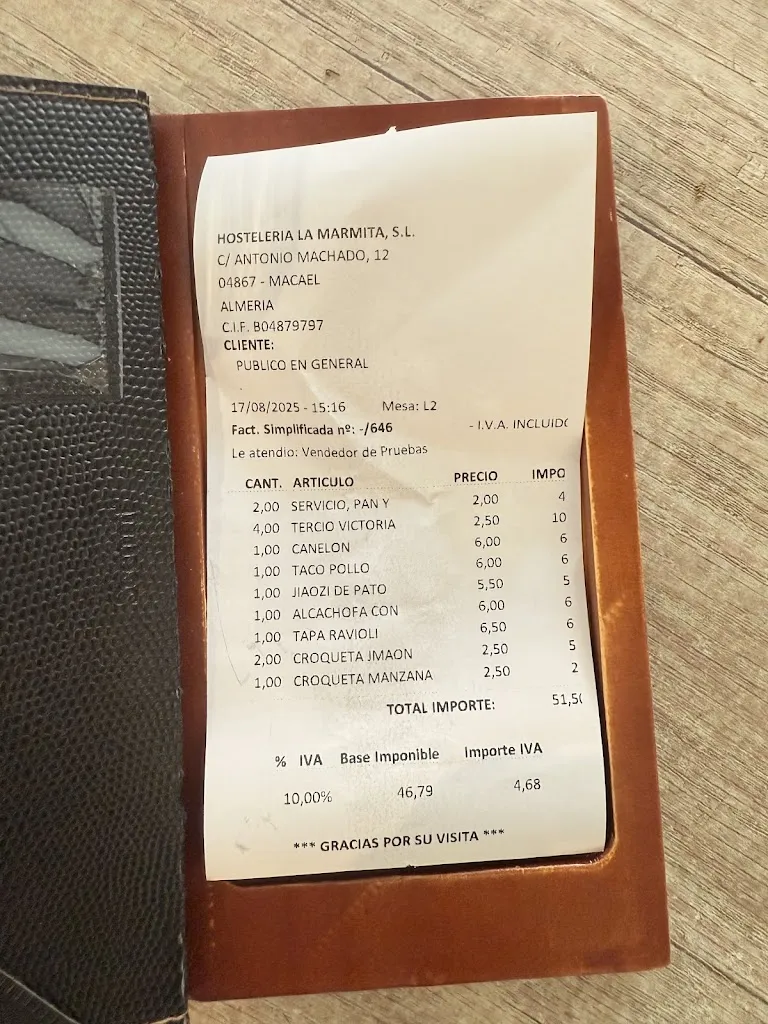 HOSTELERIA LA MARMITA, S.L.
C/ ANTONIO MACHADO, 12
04867 - MACAEL
ALMERIA
C.I.F. B04879797
CLIENTE:
PUBLICO EN GENERAL
17/08/2025 - 15:16 Mesa: L2
Fact. Simplificada nº: -/646 - I.V.A. INCLUIDO
Le atendio: Vendedor de Pruebas
CANT. ARTICULO PRECIO IMPO
2,00 SERVICIO, PAN Y 2,00 4
4,00 TERCIO VICTORIA 2,50 10
1,00 CANELON 6,00 6
1,00 TACO POLLO 6,00 6
1,00 JIAOZI DE PATO 5,50 5
1,00 ALCACHOFA CON 6,00 6
1,00 TAPA RAVIOLI 6,50 6
2,00 CROQUETA JMAON 2,50 5
1,00 CROQUETA MANZANA 2,50 2
TOTAL IMPORTE: 51,5
% IVA Base Imponible Importe IVA
10,00% 46,79 4,68
*** GRACIAS POR SU VISITA ***